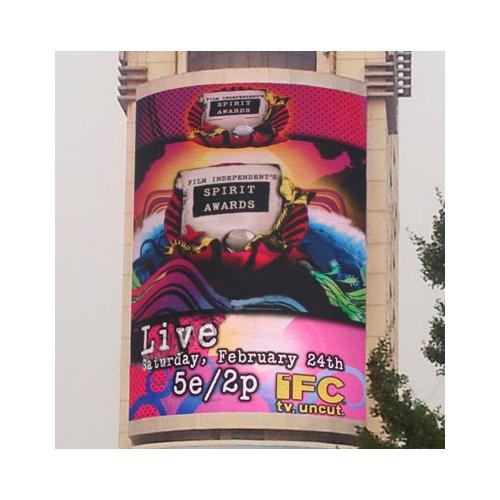 FILM INDEPENDENT'S
SPIRIT
AWARDS
FILM INDEPENDENT'S
SPIRIT
AWARDS
Live
Saturday, February 24th
5e/2p
iFC
tv. uncut.